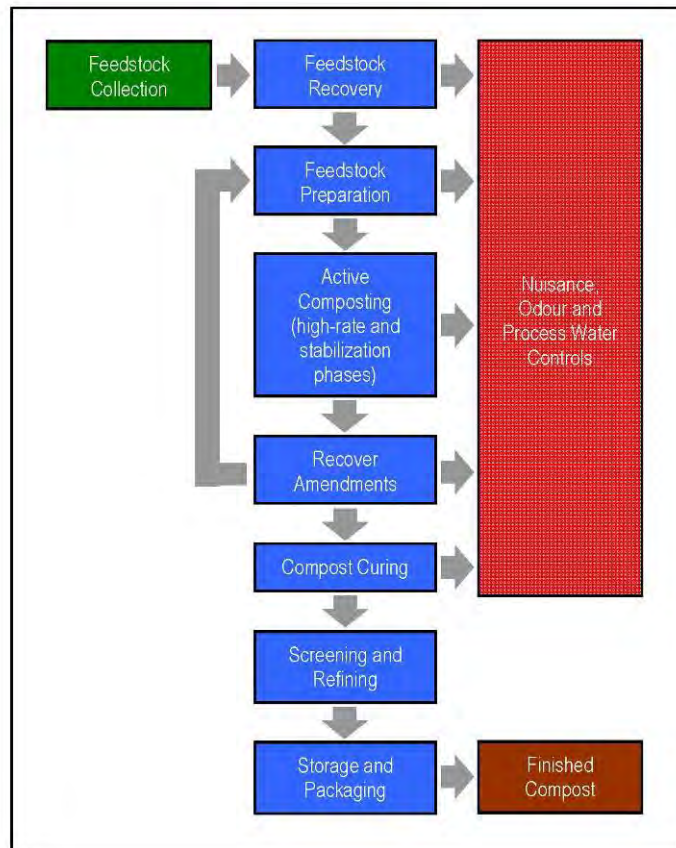 Feedstock
Collection
Feedstock
Recovery
Feedstock
Preparation
Active
Composting
(high-rate and
stabilization
phases)
Nuisance,
Odour and
Process Water
Controls
Recover
Amendments
Compost Curing
Screening and
Refining
Storage and
Packaging
Finished
Compost